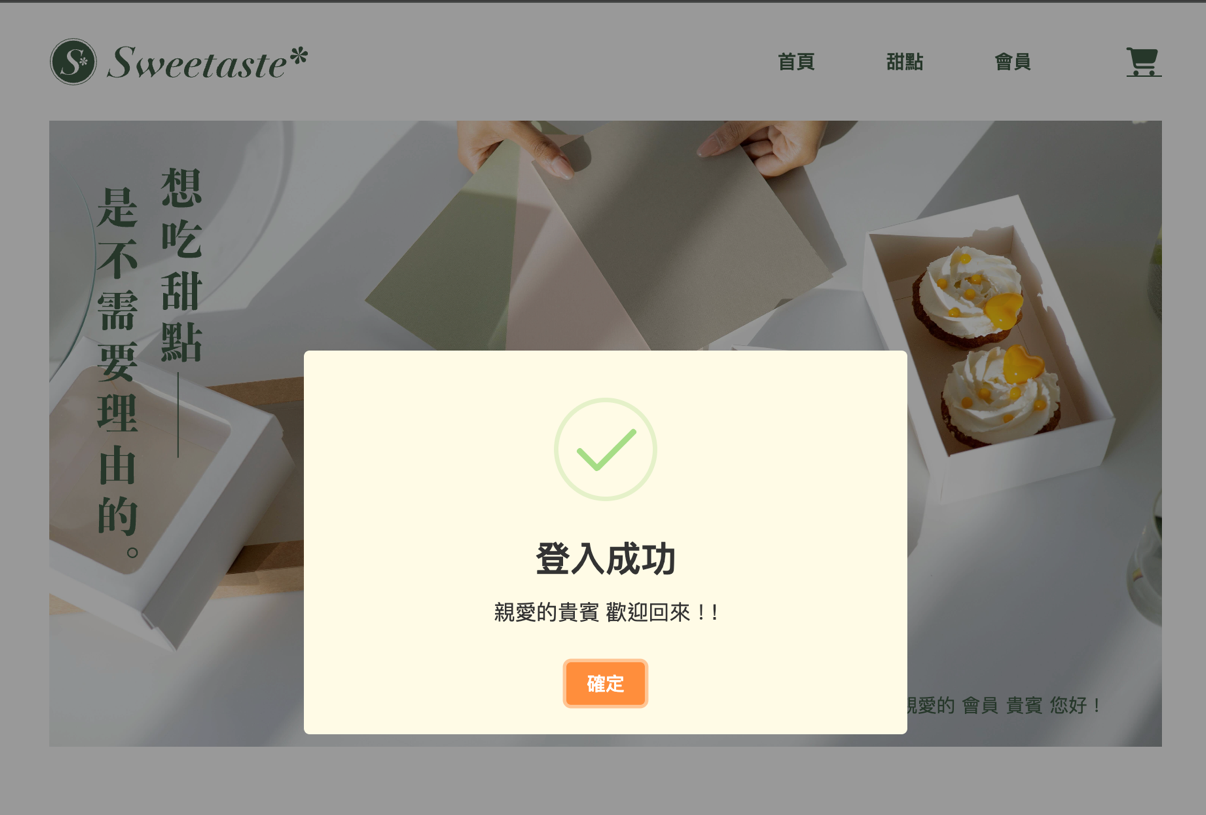 S*
Sweetaste*
首頁
甜點
會員
想吃甜點——
是不需要理由的。
登入成功
親愛的貴賓 歡迎回來！!
確定
愛的 會員 貴賓 您好！